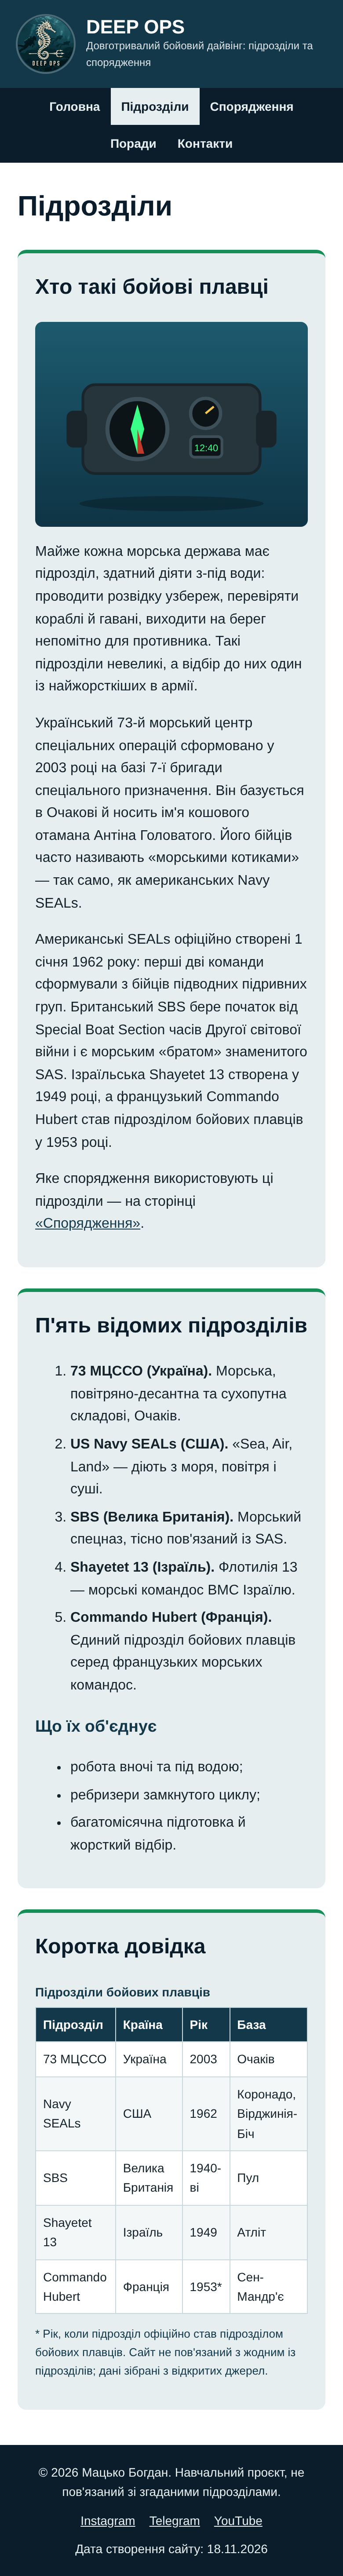 DEEP OPS
DEEP OPS
Довготривалий бойовий дайвінг: підрозділи та
спорядження
Головна Підрозділи Спорядження
Поради Контакти
Підрозділи
Хто такі бойові плавці
12:40
Майже кожна морська держава має
підрозділ, здатний діяти з-під води:
проводити розвідку узбереж, перевіряти
кораблі й гавані, виходити на берег
непомітно для противника. Такі
підрозділи невеликі, а відбір до них один
із найжорсткіших в армії.
Український 73-й морський центр
спеціальних операцій сформовано у
2003 році на базі 7-ї бригади
спеціального призначення. Він базується
в Очакові й носить ім'я кошового
отамана Антіна Головатого. Його бійців
часто називають «морськими котиками»
— так само, як американських Navy
SEALs.
Американські SEALs офіційно створені 1
січня 1962 року: перші дві команди
сформували з бійців підводних підривних
груп. Британський SBS бере початок від
Special Boat Section часів Другої світової
війни і є морським «братом» знаменитого
SAS. Ізраїльська Shayetet 13 створена у
1949 році, а французький Commando
Hubert став підрозділом бойових плавців
у 1953 році.
Яке спорядження використовують ці
підрозділи — на сторінці
«Спорядження».
П'ять відомих підрозділів
1. 73 МЦССО (Україна). Морська,
повітряно-десантна та сухопутна
складові, Очаків.
2. US Navy SEALs (США). «Sea, Air,
Land» — діють з моря, повітря і
суші.
3. SBS (Велика Британія). Морський
спецназ, тісно пов'язаний із SAS.
4. Shayetet 13 (Ізраїль). Флотилія 13
— морські командос ВМС Ізраїлю.
5. Commando Hubert (Франція).
Єдиний підрозділ бойових плавців
серед французьких морських
командос.
Що їх об'єднує
• робота вночі та під водою;
• ребризери замкнутого циклу;
• багатомісячна підготовка й
жорсткий відбір.
Коротка довідка
Підрозділи бойових плавців
Підрозділ Країна Рік База
73 МЦССО Україна 2003 Очаків
Navy SEALs США 1962 Коронадо, Вірджинія-Біч
SBS Велика Британія 1940-ві Пул
Shayetet 13 Ізраїль 1949 Атліт
Commando Hubert Франція 1953* Сен-Мандр'є
* Рік, коли підрозділ офіційно став підрозділом
бойових плавців. Сайт не пов'язаний з жодним із
підрозділів; дані зібрані з відкритих джерел.
© 2026 Мацько Богдан. Навчальний проєкт, не
пов'язаний зі згаданими підрозділами.
Instagram Telegram YouTube
Дата створення сайту: 18.11.2026